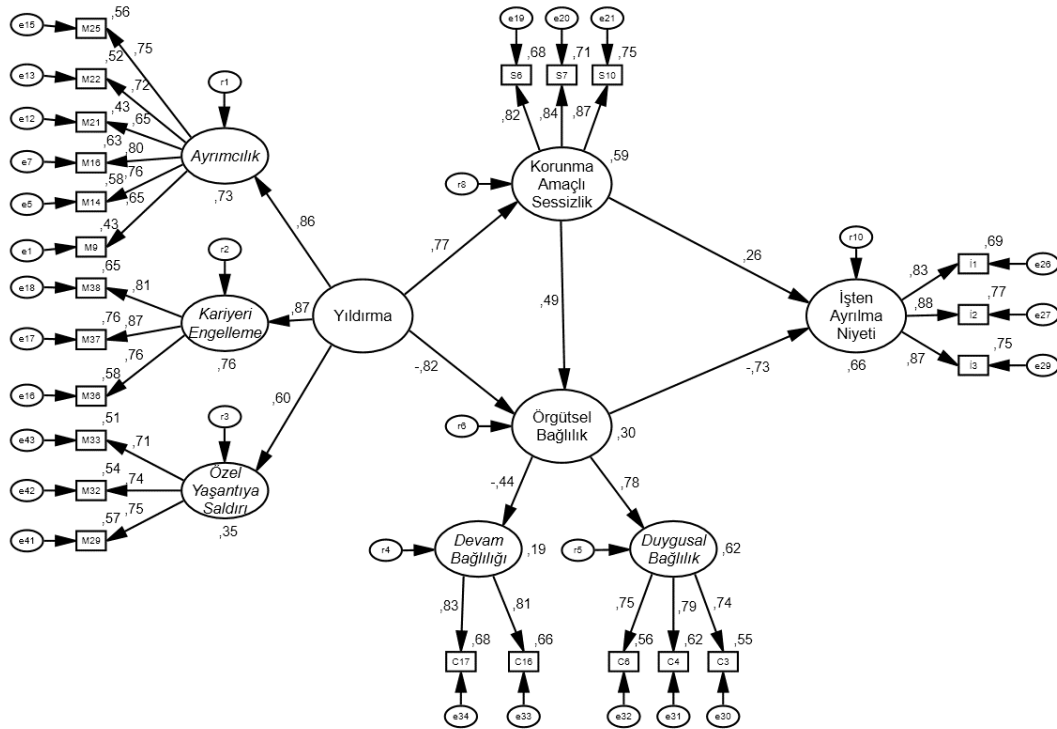 e15
M25
,56
,75
e13
M22
,52
,72
e12
M21
,43
,65
e7
M16
,63
,80
e5
M14
,58
,76
e1
M9
,43
,65
r1
Ayrımcılık
,73
,86
e18
M38
,65
,81
e17
M37
,76
,87
e16
M36
,58
,76
r2
Kariyeri
Engelleme
,76
,87
e43
M33
,51
,71
e42
M32
,54
,74
e41
M29
,57
,75
r3
Özel
Yaşantıya
Saldırı
,35
,60
Yıldırma
,77
-,82
e19
e20
e21
,68
,71
,75
S6
S7
S10
,82
,84
,87
r8
Korunma
Amaçlı
Sessizlik
,59
,49
,26
r6
Örgütsel
Bağlılık
,30
-,73
-,44
,78
r4
Devam
Bağlılığı
,19
r5
Duygusal
Bağlılık
,62
,83
,81
,68
,66
C17
C16
e34
e33
,75
,79
,74
,56
,62
,55
C6
C4
C3
e32
e31
e30
r10
İşten
Ayrılma
Niyeti
,66
,83
,88
,87
,69
İ1
e26
,77
İ2
e27
,75
İ3
e29